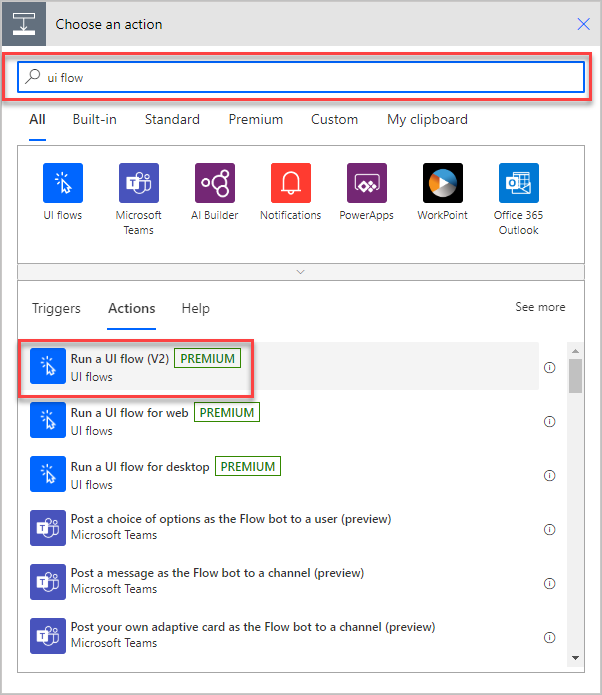 Choose an action
ui flow
All Built-in Standard Premium Custom My clipboard
UI flows Microsoft Teams AI Builder Notifications PowerApps WorkPoint Office 365 Outlook
Triggers Actions Help See more
Run a UI flow (V2) PREMIUM
UI flows
Run a UI flow for web PREMIUM
UI flows
Run a UI flow for desktop PREMIUM
UI flows
Post a choice of options as the Flow bot to a user (preview)
Microsoft Teams
Post a message as the Flow bot to a channel (preview)
Microsoft Teams
Post your own adaptive card as the Flow bot to a channel (preview)
Microsoft Teams